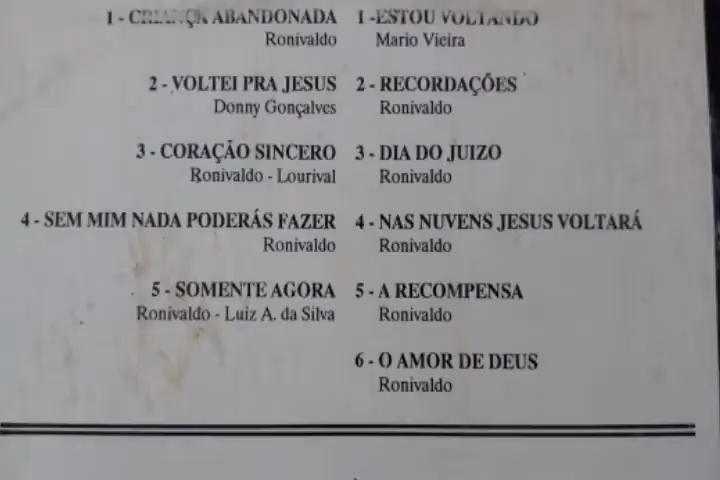 1 - CRIANÇA ABANDONADA
Ronivaldo
2 - VOLTEI PRA JESUS
Donny Gonçalves
3 - CORAÇÃO SINCERO
Ronivaldo - Lourival
4 - SEM MIM NADA PODERÁS FAZER
Ronivaldo
5 - SOMENTE AGORA
Ronivaldo - Luiz A. da Silva
1 - ESTOU VOLTANDO
Mario Vieira
2 - RECORDAÇÕES
Ronivaldo
3 - DIA DO JUIZO
Ronivaldo
4 - NAS NUVENS JESUS VOLTARÁ
Ronivaldo
5 - A RECOMPENSA
Ronivaldo
6 - O AMOR DE DEUS
Ronivaldo